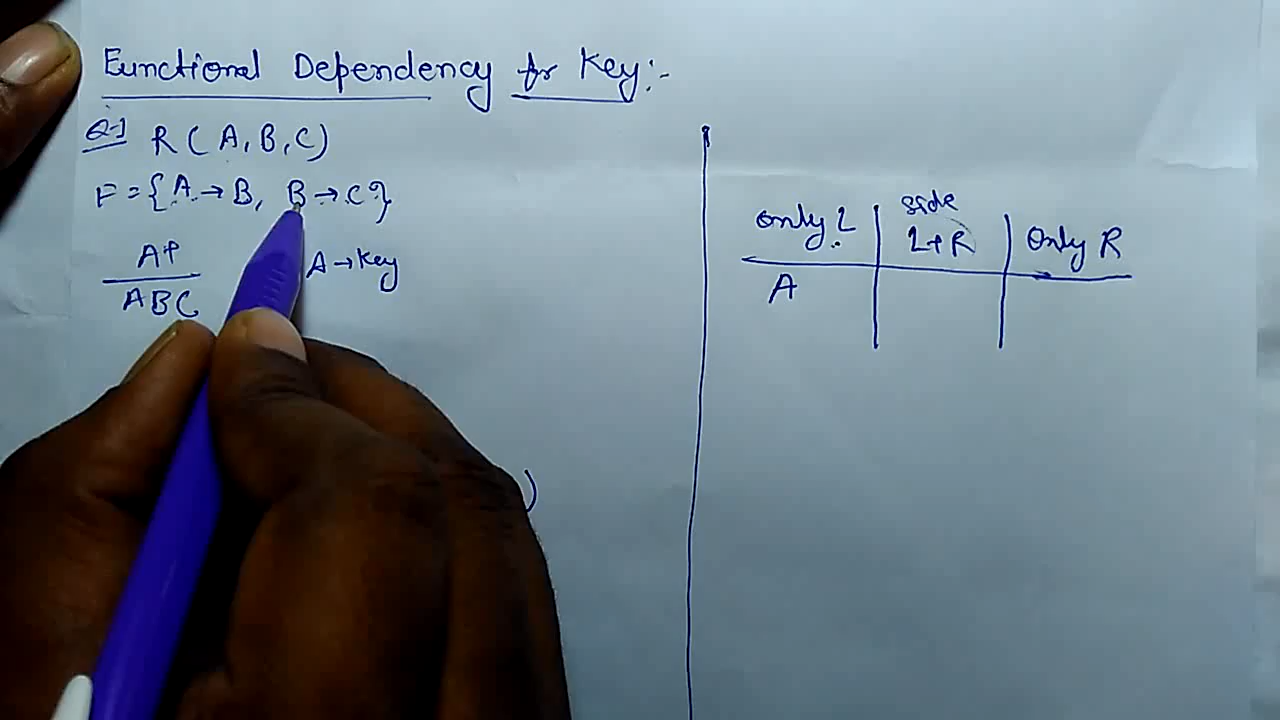 Functional Dependency for Key:-
Q-1 R ( A, B, C )
F = { A → B, B → C }
A+
ABC
A → Key
)
side
Only L L+R Only R
A